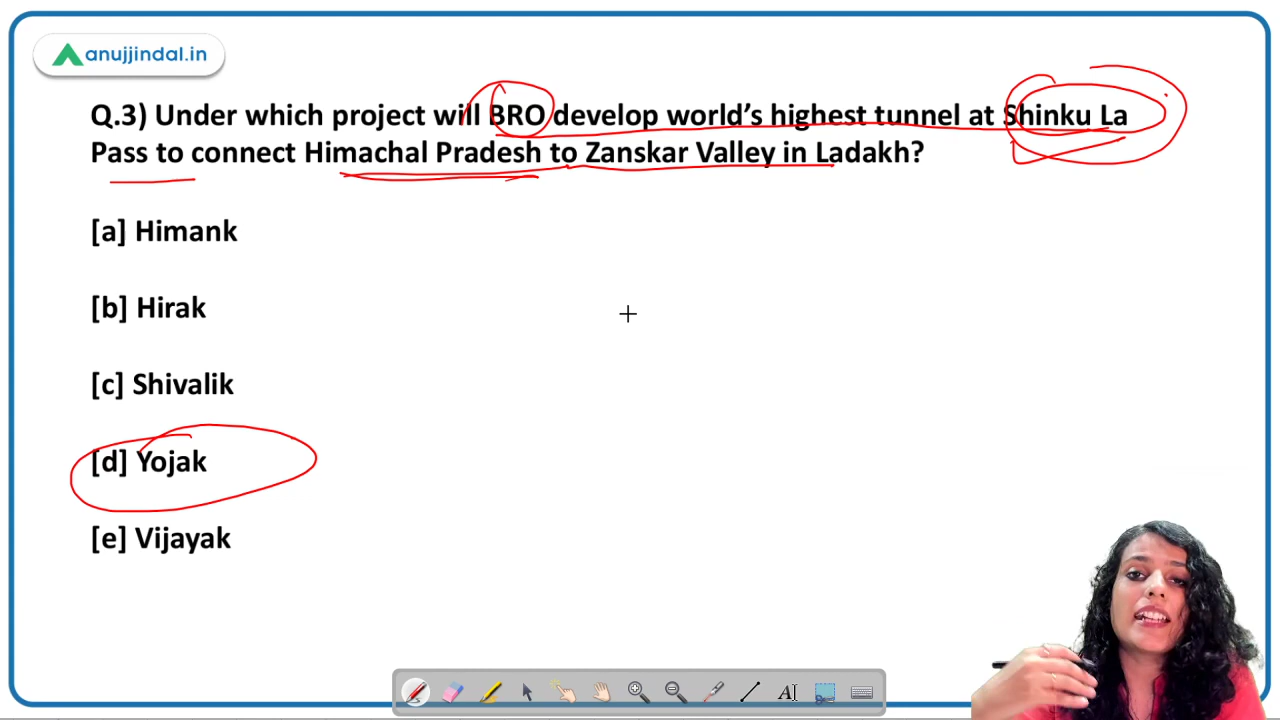 anujjindal.in
Q.3) Under which project will BRO develop world's highest tunnel at Shinku La
Pass to connect Himachal Pradesh to Zanskar Valley in Ladakh?
[a] Himank
[b] Hirak
[c] Shivalik
[d] Yojak
[e] Vijayak
A